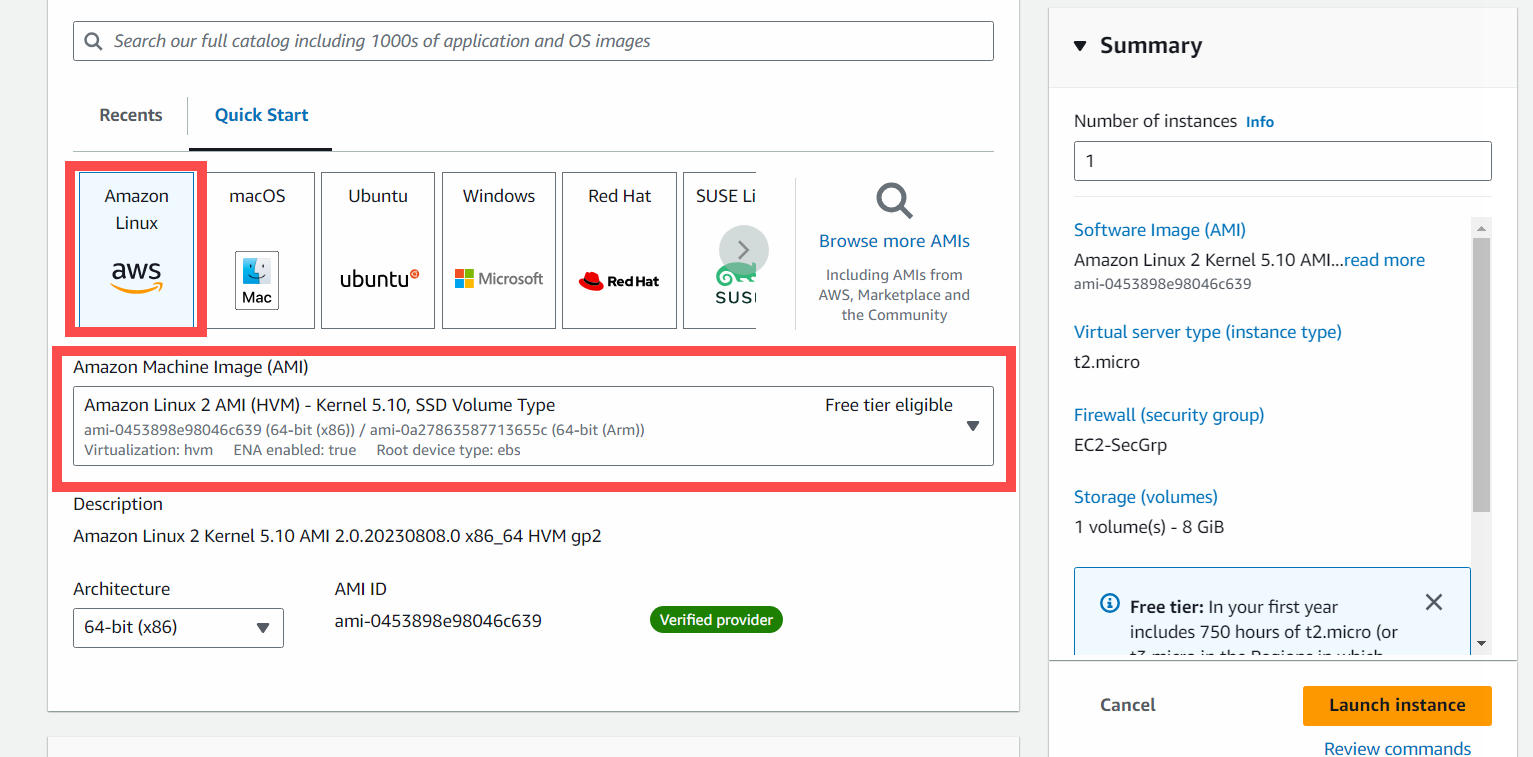 Search our full catalog including 1000s of application and OS images
Recents
Quick Start
Amazon
Linux
aws
macOS
Mac
Ubuntu
ubuntu
Windows
Microsoft
Red Hat
Red Hat
SUSE Li
SUSI
Browse more AMIs
Including AMIs from
AWS, Marketplace and
the Community
Amazon Machine Image (AMI)
Amazon Linux 2 AMI (HVM) - Kernel 5.10, SSD Volume Type
Free tier eligible
ami-0453898e98046c639 (64-bit (x86)) / ami-0a27863587713655c (64-bit (Arm))
Virtualization: hvm ENA enabled: true Root device type: ebs
Description
Amazon Linux 2 Kernel 5.10 AMI 2.0.20230808.0 x86_64 HVM gp2
Architecture
64-bit (x86)
AMI ID
ami-0453898e98046c639
Verified provider
Summary
Number of instances Info
1
Software Image (AMI)
Amazon Linux 2 Kernel 5.10 AMI...read more
ami-0453898e98046c639
Virtual server type (instance type)
t2.micro
Firewall (security group)
EC2-SecGrp
Storage (volumes)
1 volume(s) - 8 GiB
Free tier: In your first year
includes 750 hours of t2.micro (or
t3.micro in the Regions in which
Cancel
Launch instance
Review commands